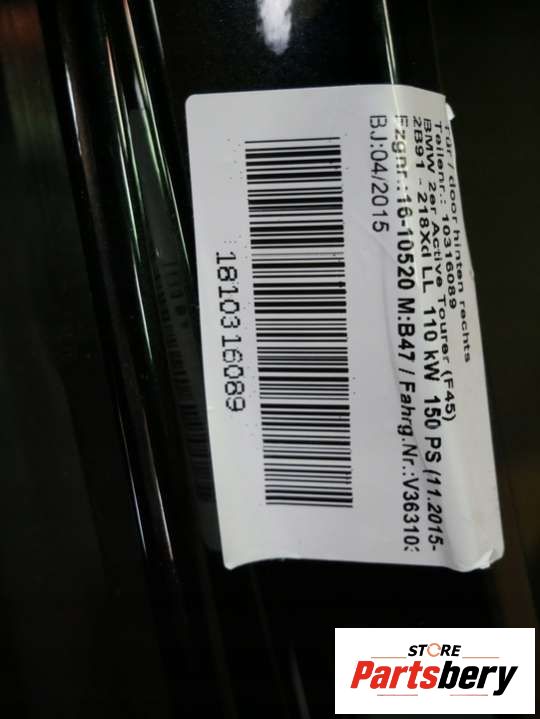 Tür / door hinten rechts
Teilenr.: 10316089
BMW 2er Active Tourer (F45)
2B91 - 218Xd LL 110 kW 150 PS (11.2015-
Fzgnr.:16-10520 M:B47 / Fahrg.Nr.:V36310
BJ:04/2015
1810316089
STORE
Partsbery